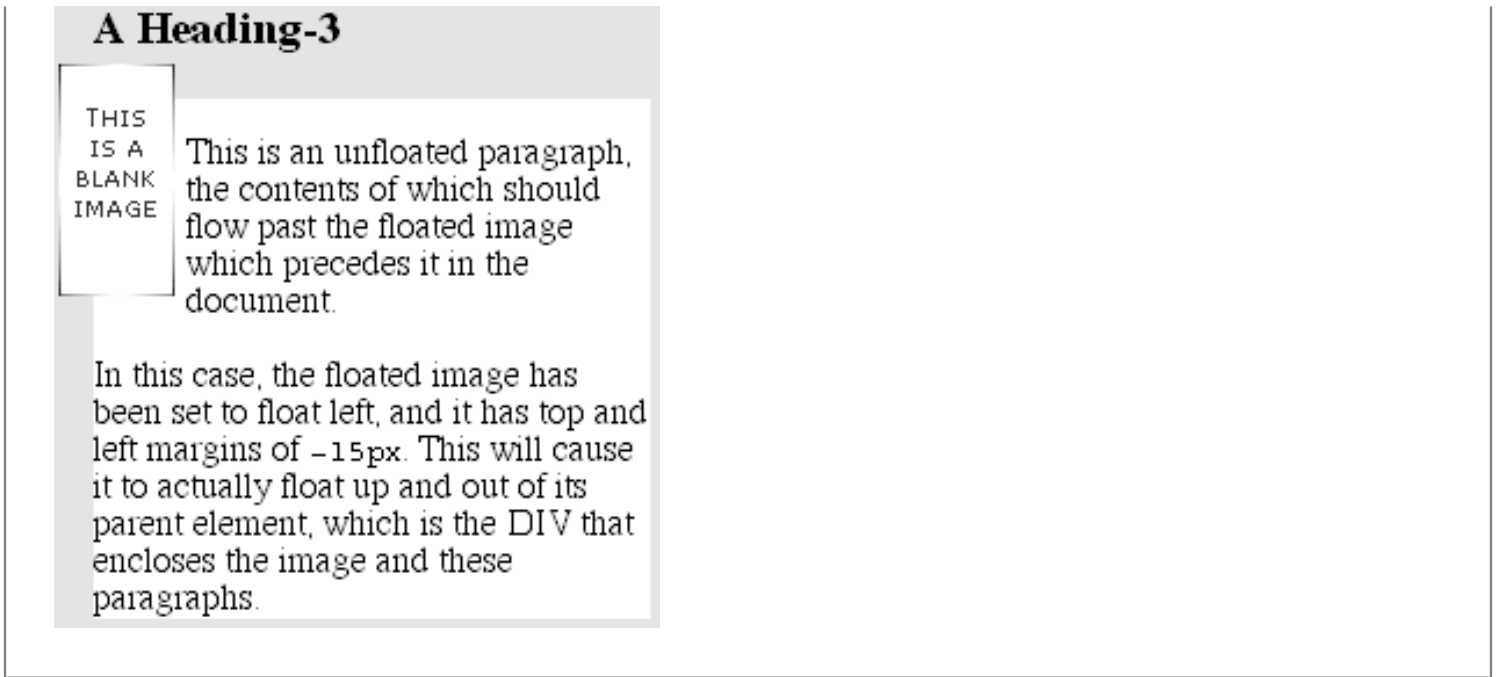 A Heading-3
THIS
IS A
BLANK
IMAGE
This is an unfloated paragraph,
the contents of which should
flow past the floated image
which precedes it in the
document.
In this case, the floated image has
been set to float left, and it has top and
left margins of -15px. This will cause
it to actually float up and out of its
parent element, which is the DIV that
encloses the image and these
paragraphs.